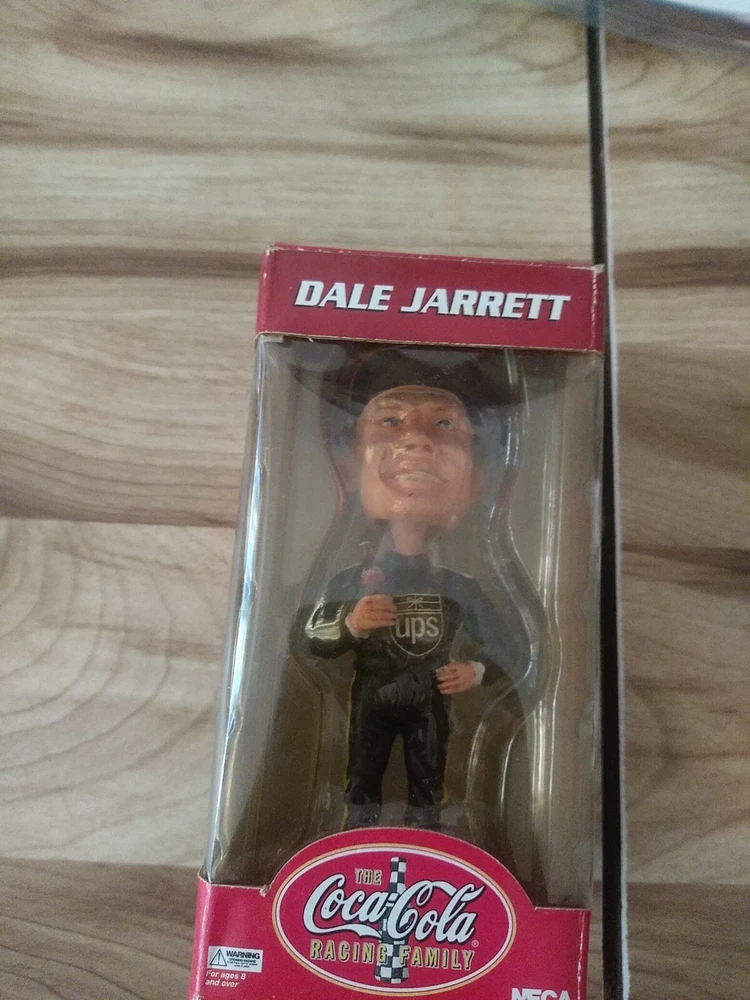 DALE JARRETT
ups
THE
Coca-Cola®
RACING FAMILY
WARNING
For ages 8
and over
NECA